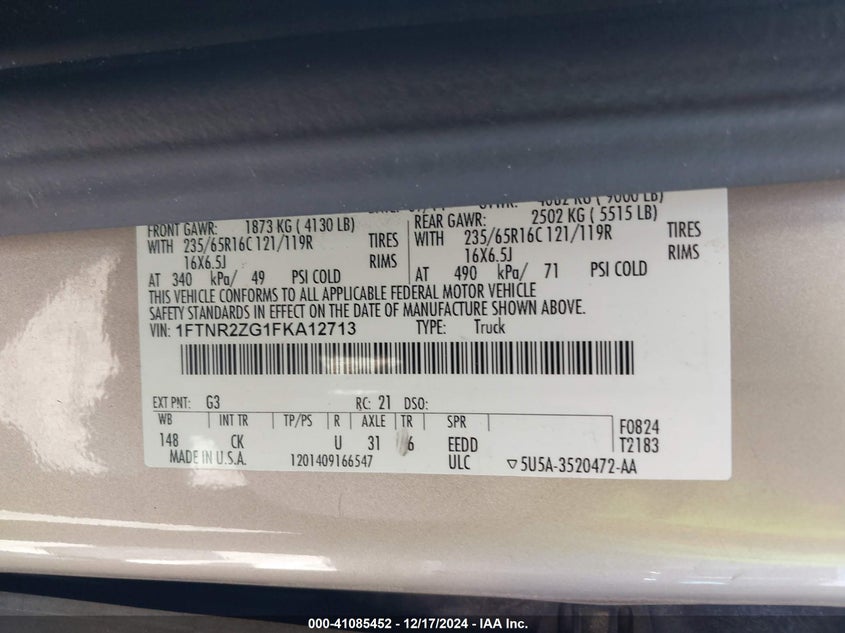 4082 KG ( 9000 LB)
FRONT GAWR: 1873 KG ( 4130 LB) REAR GAWR: 2502 KG ( 5515 LB)
WITH 235/65R16C 121/119R TIRES WITH 235/65R16C 121/119R TIRES
16X6.5J RIMS 16X6.5J RIMS
AT 340 kPa/ 49 PSI COLD AT 490 kPa/ 71 PSI COLD
THIS VEHICLE CONFORMS TO ALL APPLICABLE FEDERAL MOTOR VEHICLE
SAFETY STANDARDS IN EFFECT ON THE DATE OF MANUFACTURE SHOWN ABOVE.
VIN: 1FTNR2ZG1FKA12713 TYPE: Truck
EXT PNT: G3 RC: 21 DSO:
WB INT TR TP/PS R AXLE TR SPR F0824
148 CK U 31 6 EEDD T2183
MADE IN U.S.A. 1201409166547 ULC ▽5U5A-3520472-AA
000-41085452 - 12/17/2024 - IAA Inc.